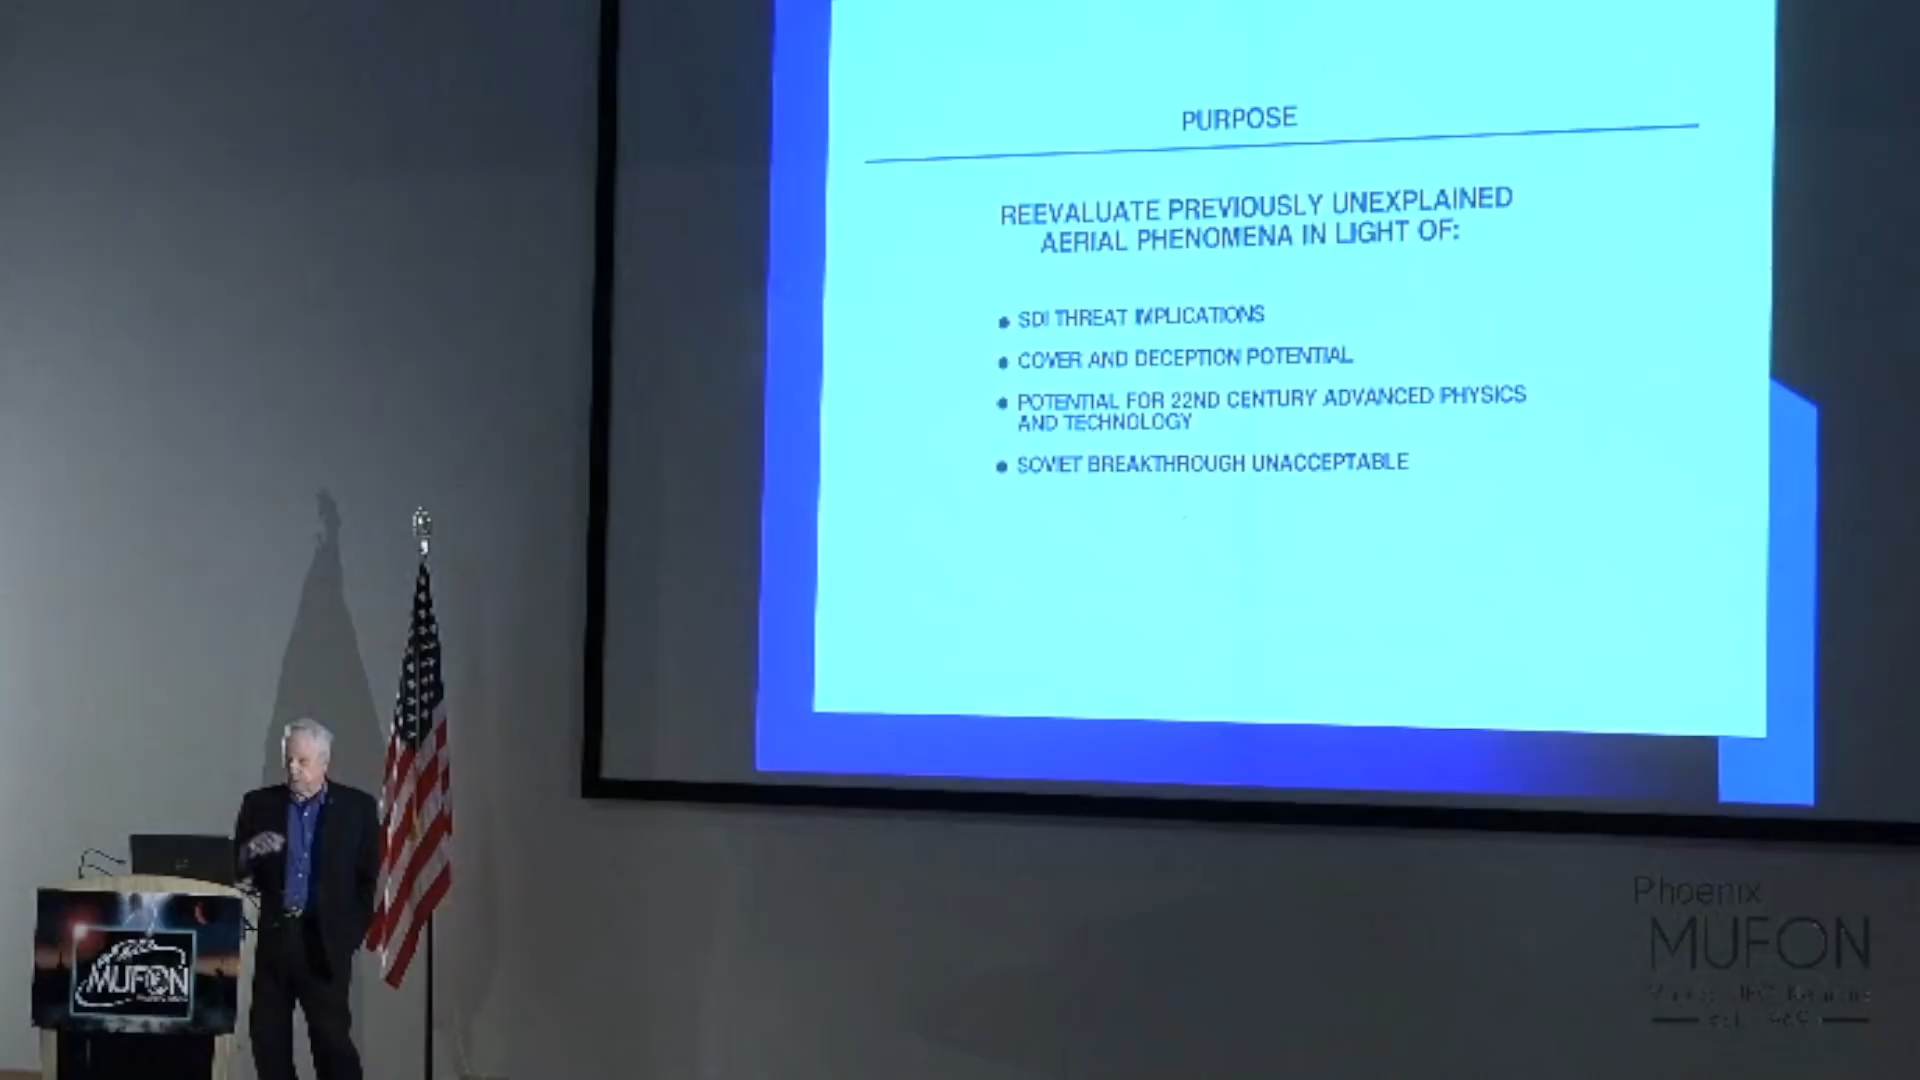 PURPOSE
REEVALUATE PREVIOUSLY UNEXPLAINED
AERIAL PHENOMENA IN LIGHT OF:
● SDI THREAT IMPLICATIONS
● COVER AND DECEPTION POTENTIAL
● POTENTIAL FOR 22ND CENTURY ADVANCED PHYSICS
AND TECHNOLOGY
● SOVIET BREAKTHROUGH UNACCEPTABLE
MUFON
Phoenix
MUFON